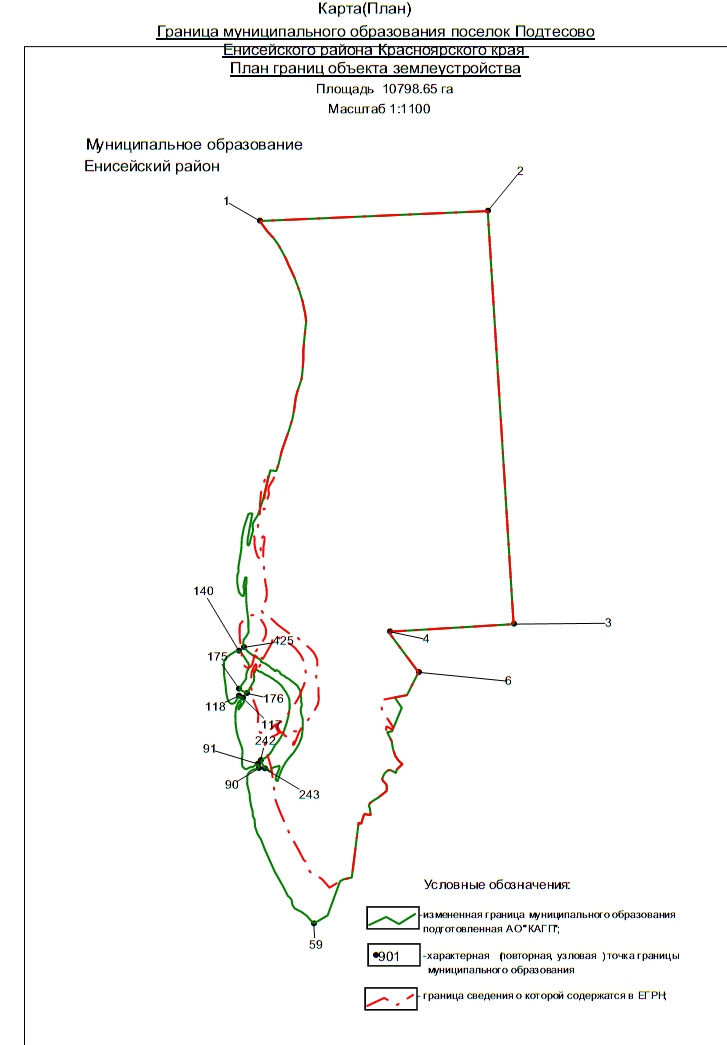 Карта(План)
Граница муниципального образования поселок Подтесово
Енисейского района Красноярского края
План границ объекта землеустройства
Площадь 10798.65 га
Масштаб 1:1100
Муниципальное образование
Енисейский район
1
2
3
4
6
140
425
175
176
118
117
242
91
90
243
59
Условные обозначения:
-измененная граница муниципального образования
подготовленная АО"КАГП";
901
-характерная (поворотная, узловая ) точка границы
муниципального образования
- граница сведения о которой содержатся в ЕГРН;